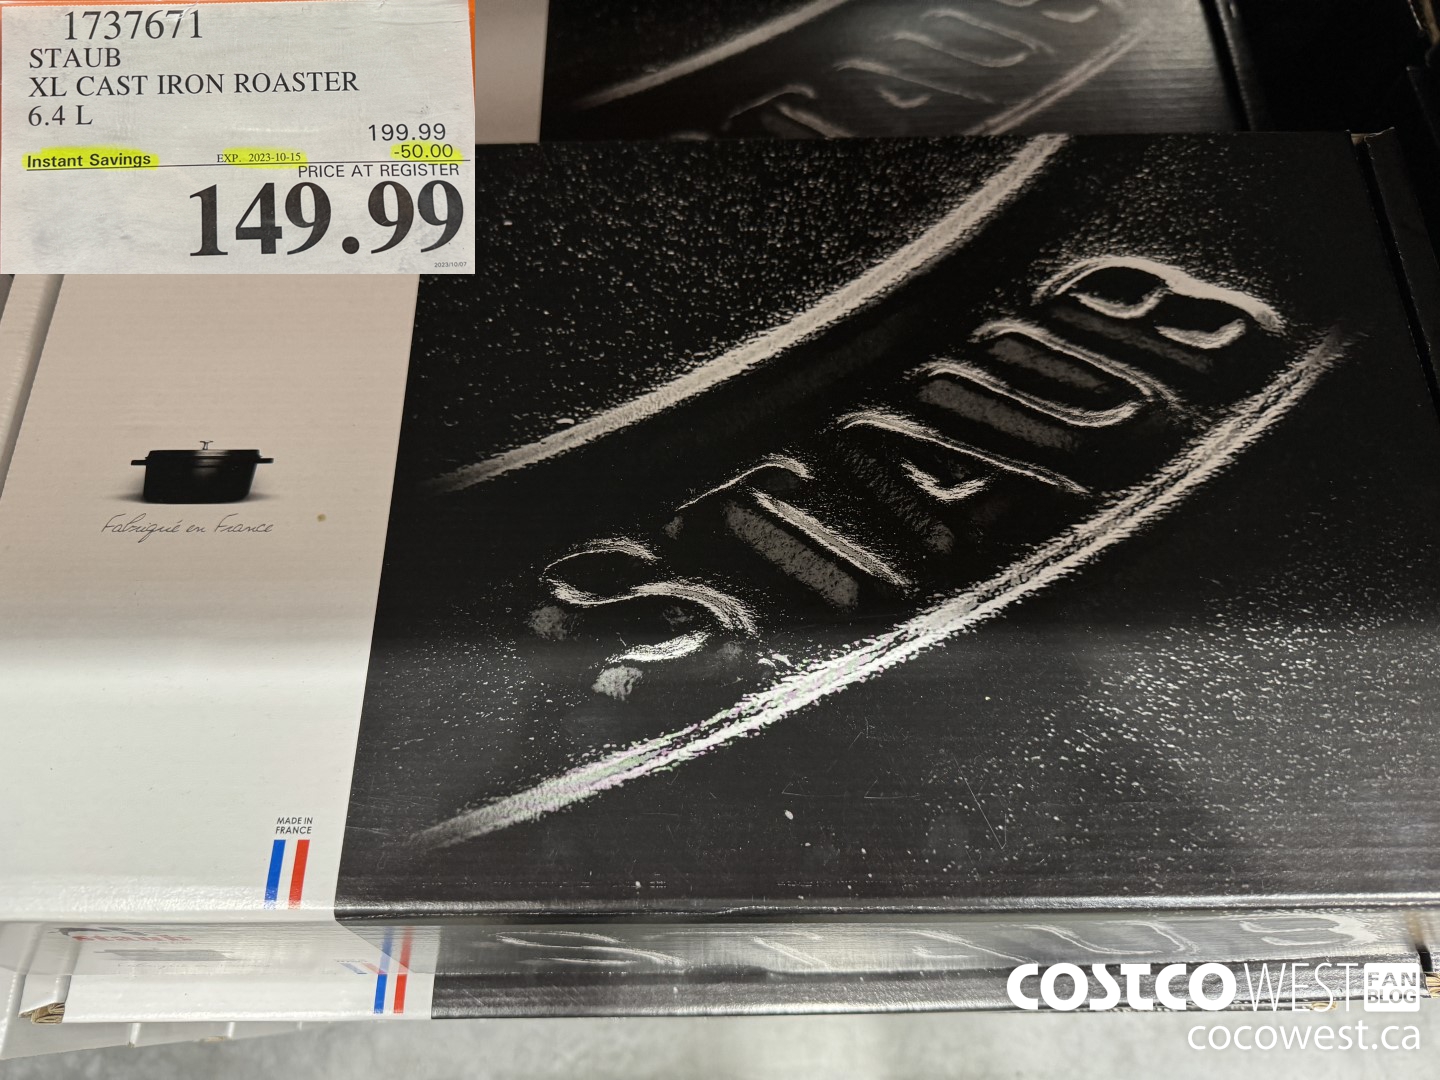 1737671
STAUB
XL CAST IRON ROASTER
6.4 L
199.99
Instant Savings EXP. 2023-10-15 -50.00
PRICE AT REGISTER
149.99
2023/10/07
STAUB
Fabriqué en France
MADE IN
FRANCE
STAUB
COSTCO WEST FAN BLOG
cocowest.ca